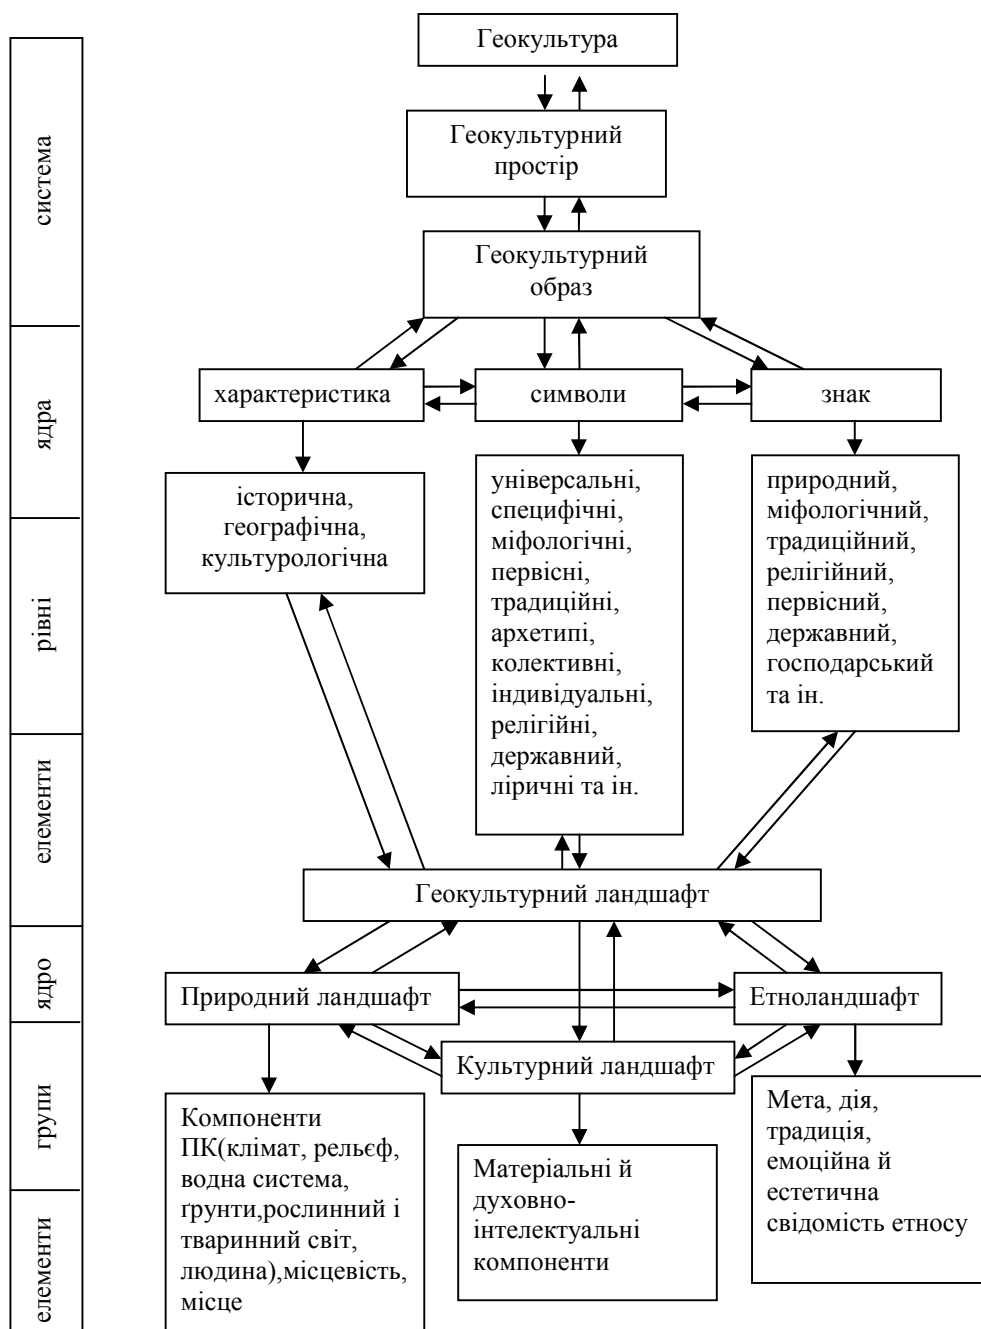 Геокультура
Геокультурний
простір
Геокультурний
образ
характеристика
символи
знак
історична,
географічна,
культурологічна
універсальні,
специфічні,
міфологічні,
первісні,
традиційні,
архетипі,
колективні,
індивідуальні,
релігійні,
державний,
ліричні та ін.
природний,
міфологічний,
традиційний,
релігійний,
первісний,
державний,
господарський
та ін.
Геокультурний ландшафт
Природний ландшафт
Етноландшафт
Культурний ландшафт
Компоненти
ПК(клімат, рельєф,
водна система,
ґрунти,рослинний і
тваринний світ,
людина),місцевість,
місце
Матеріальні й
духовно-
інтелектуальні
компоненти
Мета, дія,
традиція,
емоційна й
естетична
свідомість етносу
система
ядра
рівні
елементи
ядро
групи
елементи